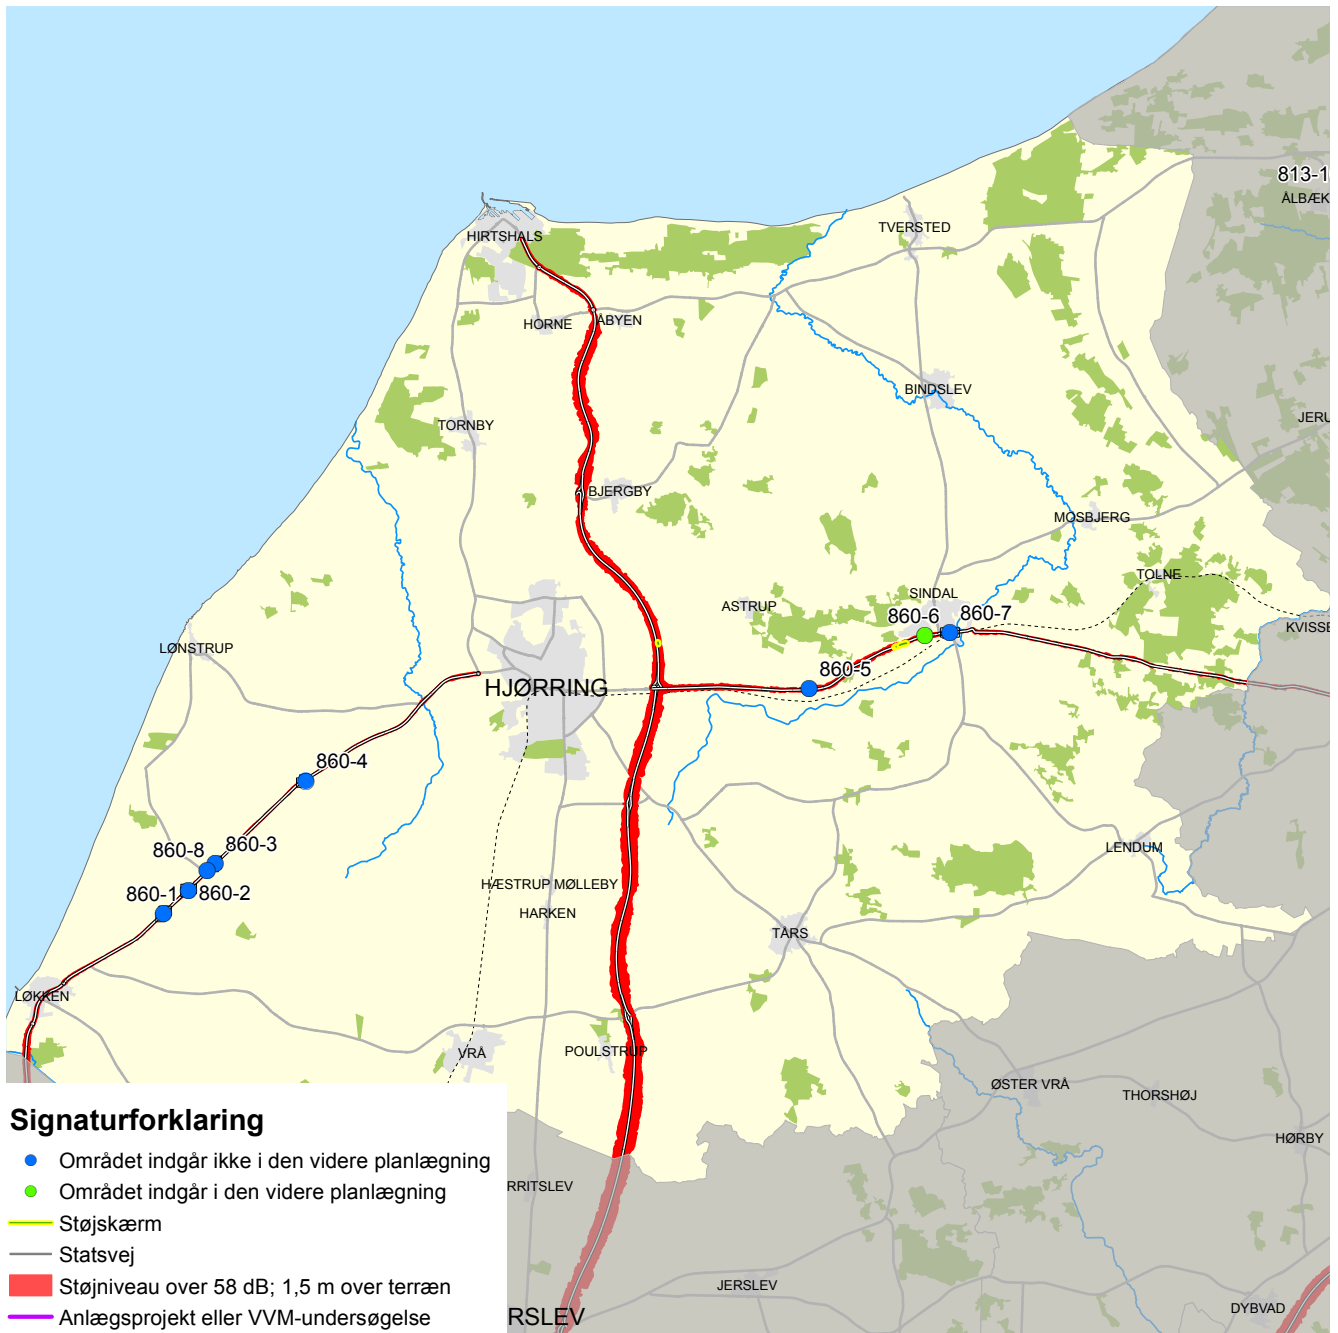 813-1
ÅLBÆK
TVERSTED
HIRTSHALS
HORNE
ÅBYEN
BINDSLEV
JERU
TORNBY
BJERGBY
MOSBJERG
TOLNE
SINDAL
ASTRUP
860-6
860-7
KVISSE
LØNSTRUP
860-5
HJØRRING
860-4
860-8
860-3
LENDUM
860-1
860-2
HÆSTRUP MØLLEBY
HARKEN
TÅRS
LØKKEN
VRÅ
POULSTRUP
ØSTER VRÅ
THORSHØJ
HØRBY
Signaturforklaring
Området indgår ikke i den videre planlægning
RRITSLEV
Området indgår i den videre planlægning
Støjskærm
Statsvej
Støjniveau over 58 dB; 1,5 m over terræn
JERSLEV
Anlægsprojekt eller VVM-undersøgelse
RSLEV
DYBVAD